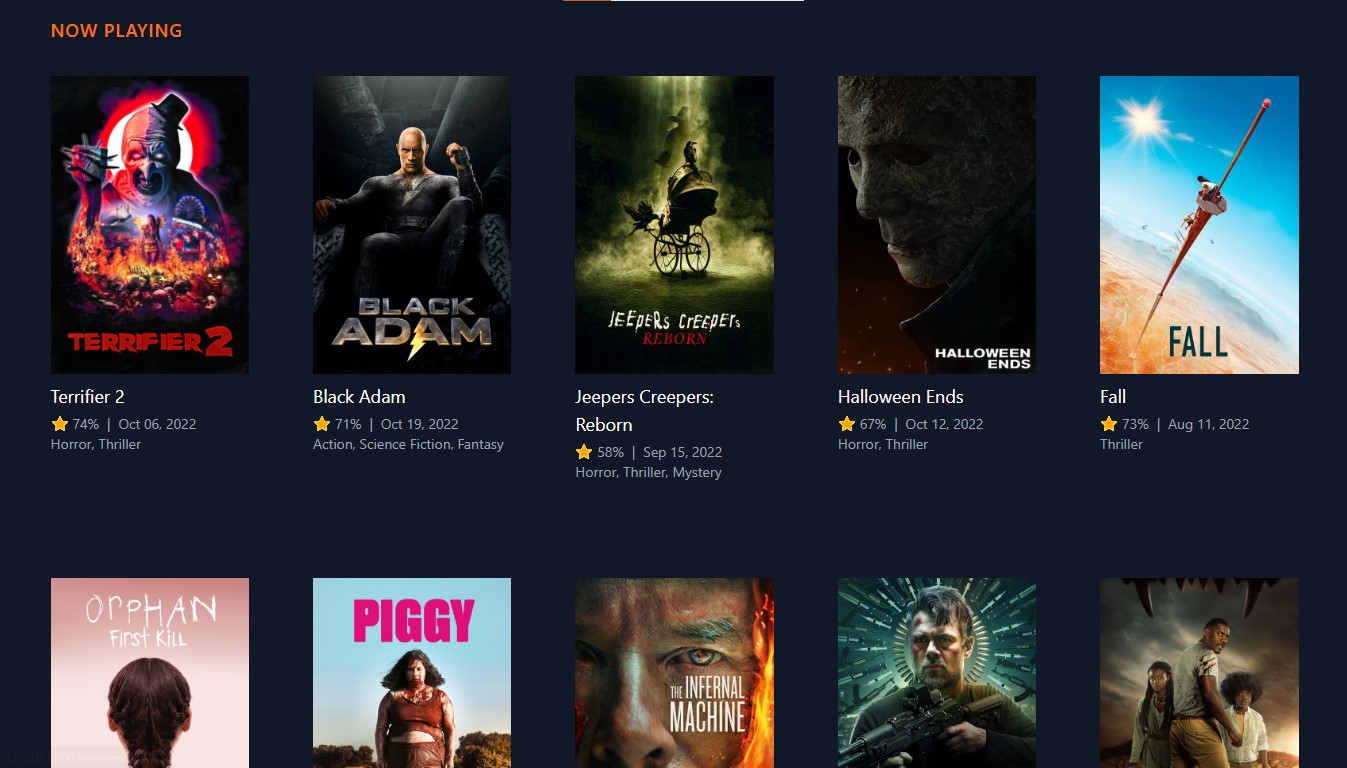 NOW PLAYING
TERRIFIER 2
BLACK
ADAM
JEEPERS CREEPERS
REBORN
HALLOWEEN
ENDS
FALL
Terrifier 2
74% | Oct 06, 2022
Horror, Thriller
Black Adam
71% | Oct 19, 2022
Action, Science Fiction, Fantasy
Jeepers Creepers:
Reborn
58% | Sep 15, 2022
Horror, Thriller, Mystery
Halloween Ends
67% | Oct 12, 2022
Horror, Thriller
Fall
73% | Aug 11, 2022
Thriller
ORPHAN
First Kill
PIGGY
THE INFERNAL
MACHINE